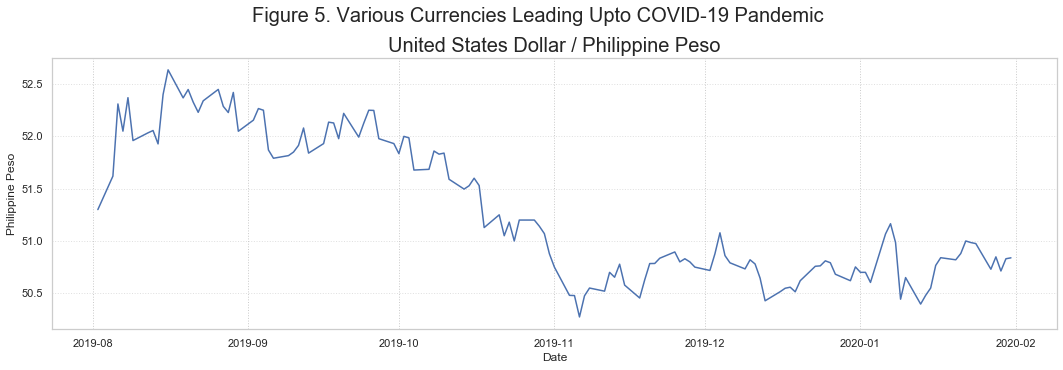 Figure 5. Various Currencies Leading Upto COVID-19 Pandemic
United States Dollar / Philippine Peso
52.5
52.0
51.5
51.0
50.5
Philippine Peso
2019-08 2019-09 2019-10 2019-11 2019-12 2020-01 2020-02
Date